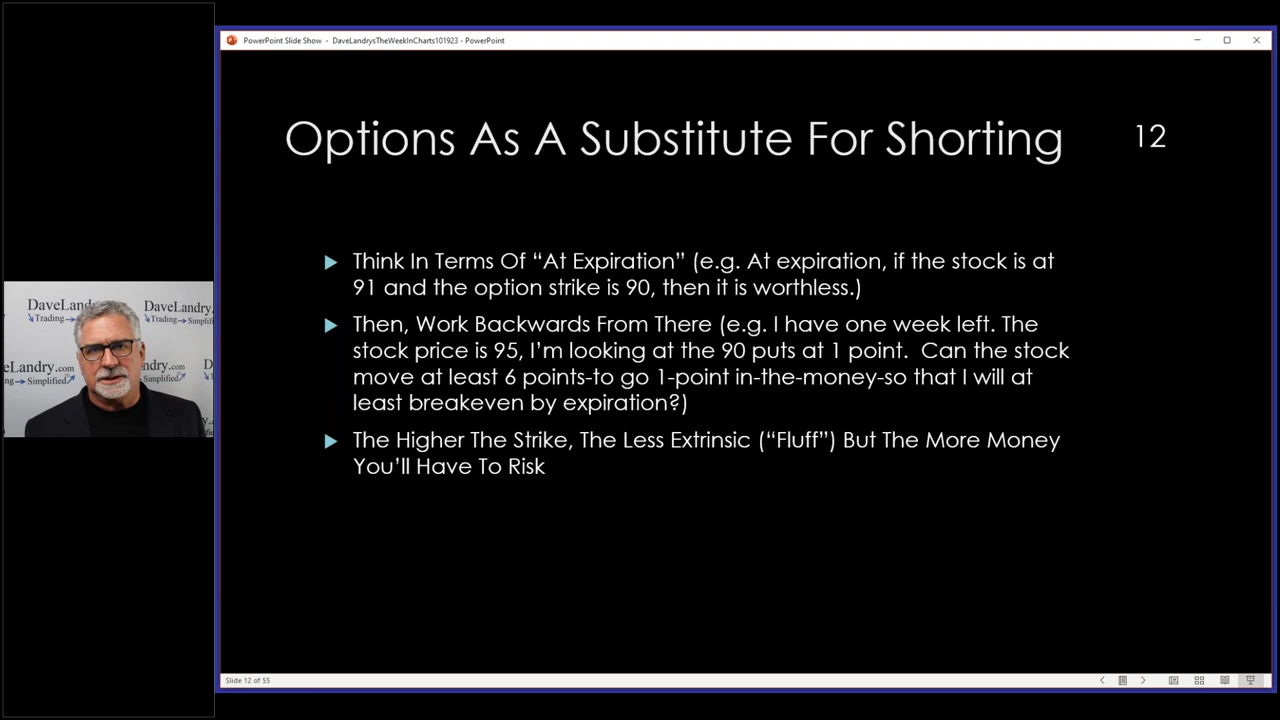 PowerPoint Slide Show - DaveLandrysTheWeekInCharts101923 - PowerPoint
Options As A Substitute For Shorting
12
Think In Terms Of “At Expiration” (e.g. At expiration, if the stock is at
91 and the option strike is 90, then it is worthless.)
Then, Work Backwards From There (e.g. I have one week left. The
stock price is 95, I’m looking at the 90 puts at 1 point.  Can the stock
move at least 6 points-to go 1-point in-the-money-so that I will at
least breakeven by expiration?)
The Higher The Strike, The Less Extrinsic (“Fluff”) But The More Money
You’ll Have To Risk
DaveLandry
Trading
DaveLandry.
Trading Simplifi
eLandry.com
ng Simplified
Landry.c
Simplified
D
Slide 12 of 55